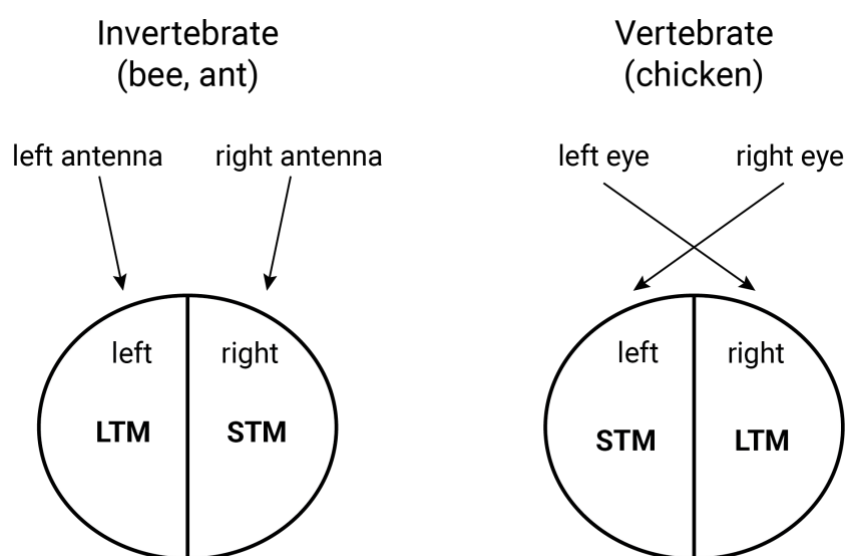 Invertebrate
(bee, ant)
left antenna
right antenna
left
right
LTM
STM
Vertebrate
(chicken)
left eye
right eye
left
right
STM
LTM